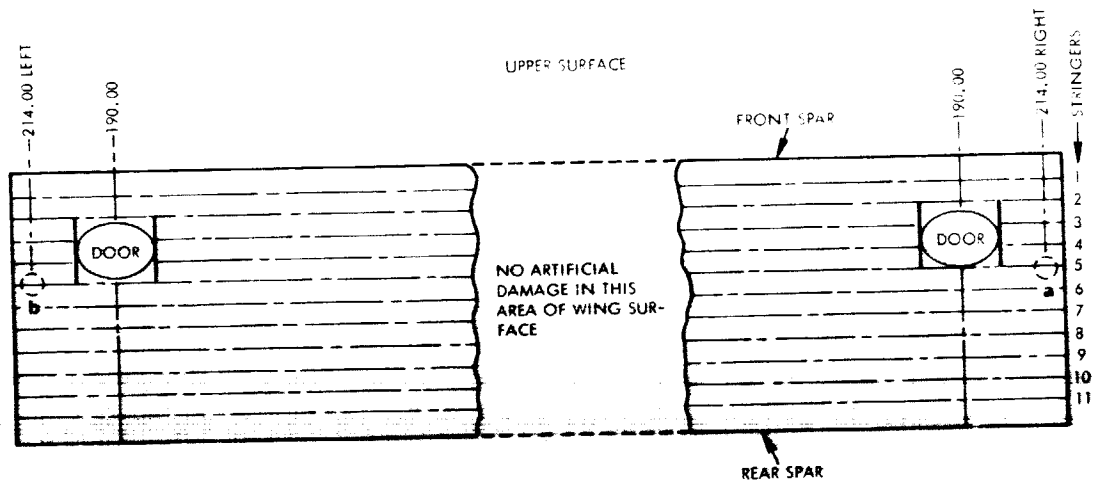 UPPER SURFACE
214.00 LEFT
190.00
190.00
214.00 RIGHT
STRINGERS
FRONT SPAR
1
2
3
4
5
6
7
8
9
10
11
DOOR
DOOR
b
a
NO ARTIFICIAL
DAMAGE IN THIS
AREA OF WING SUR-
FACE
REAR SPAR